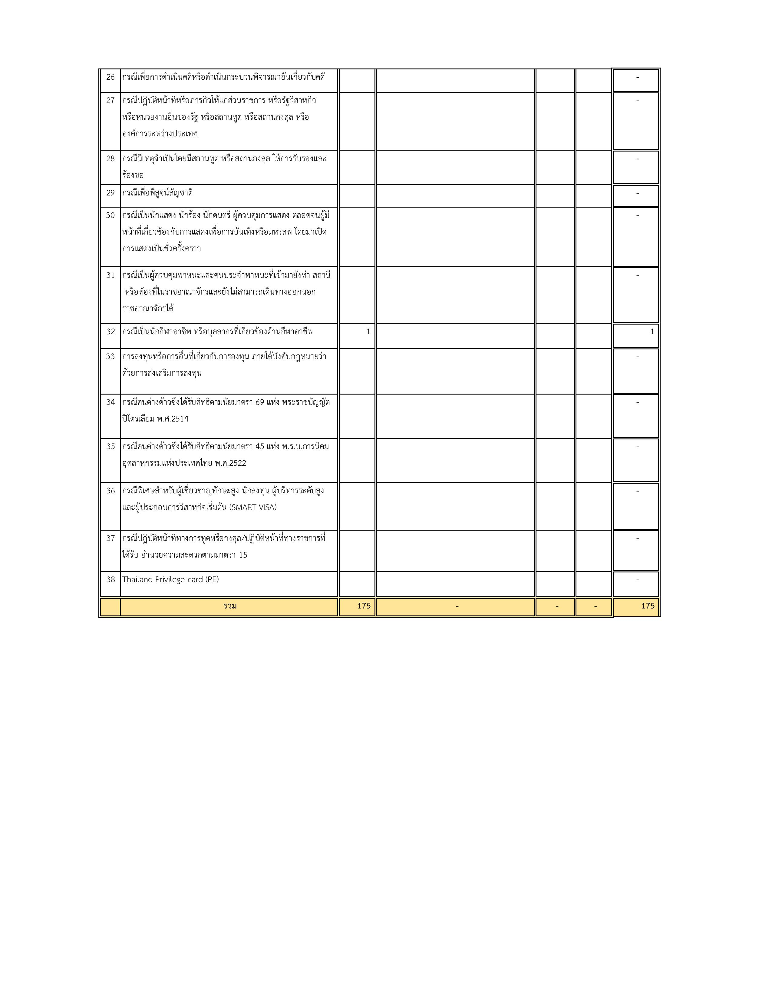 26 กรณีเพื่อการดำเนินคดีหรือดำเนินกระบวนพิจารณาอันเกี่ยวกับคดี -
27 กรณีปฏิบัติหน้าที่หรือภารกิจให้แก่ส่วนราชการ หรือรัฐวิสาหกิจ -
หรือหน่วยงานอื่นของรัฐ หรือสถานทูต หรือสถานกงสุล หรือ
องค์การระหว่างประเทศ
28 กรณีมีเหตุจำเป็นโดยมีสถานทูต หรือสถานกงสุล ให้การรับรองและ -
ร้องขอ
29 กรณีเพื่อพิสูจน์สัญชาติ -
30 กรณีเป็นนักแสดง นักร้อง นักดนตรี ผู้ควบคุมการแสดง ตลอดจนผู้มี -
หน้าที่เกี่ยวข้องกับการแสดงเพื่อการบันเทิงหรือมหรสพ โดยมาเปิด
การแสดงเป็นชั่วครั้งคราว
31 กรณีเป็นผู้ควบคุมพาหนะและคนประจำพาหนะที่เข้ามายังท่า สถานี -
หรือท้องที่ในราชอาณาจักรและยังไม่สามารถเดินทางออกนอก
ราชอาณาจักรได้
32 กรณีเป็นนักกีฬาอาชีพ หรือบุคลากรที่เกี่ยวข้องด้านกีฬาอาชีพ 1 1
33 การลงทุนหรือการอื่นที่เกี่ยวกับการลงทุน ภายใต้บังคับกฎหมายว่า -
ด้วยการส่งเสริมการลงทุน
34 กรณีคนต่างด้าวซึ่งได้รับสิทธิตามนัยมาตรา 69 แห่ง พระราชบัญญัต -
ปิโตรเลียม พ.ศ.2514
35 กรณีคนต่างด้าวซึ่งได้รับสิทธิตามนัยมาตรา 45 แห่ง พ.ร.บ.การนิคม -
อุตสาหกรรมแห่งประเทศไทย พ.ศ.2522
36 กรณีพิเศษสำหรับผู้เชี่ยวชาญทักษะสูง นักลงทุน ผู้บริหารระดับสูง -
และผู้ประกอบการวิสาหกิจเริ่มต้น (SMART VISA)
37 กรณีปฏิบัติหน้าที่ทางการทูตหรือกงสุล/ปฏิบัติหน้าที่ทางราชการที่ -
ได้รับ อำนวยความสะดวกตามมาตรา 15
38 Thailand Privilege card (PE) -
รวม 175 - - - 175